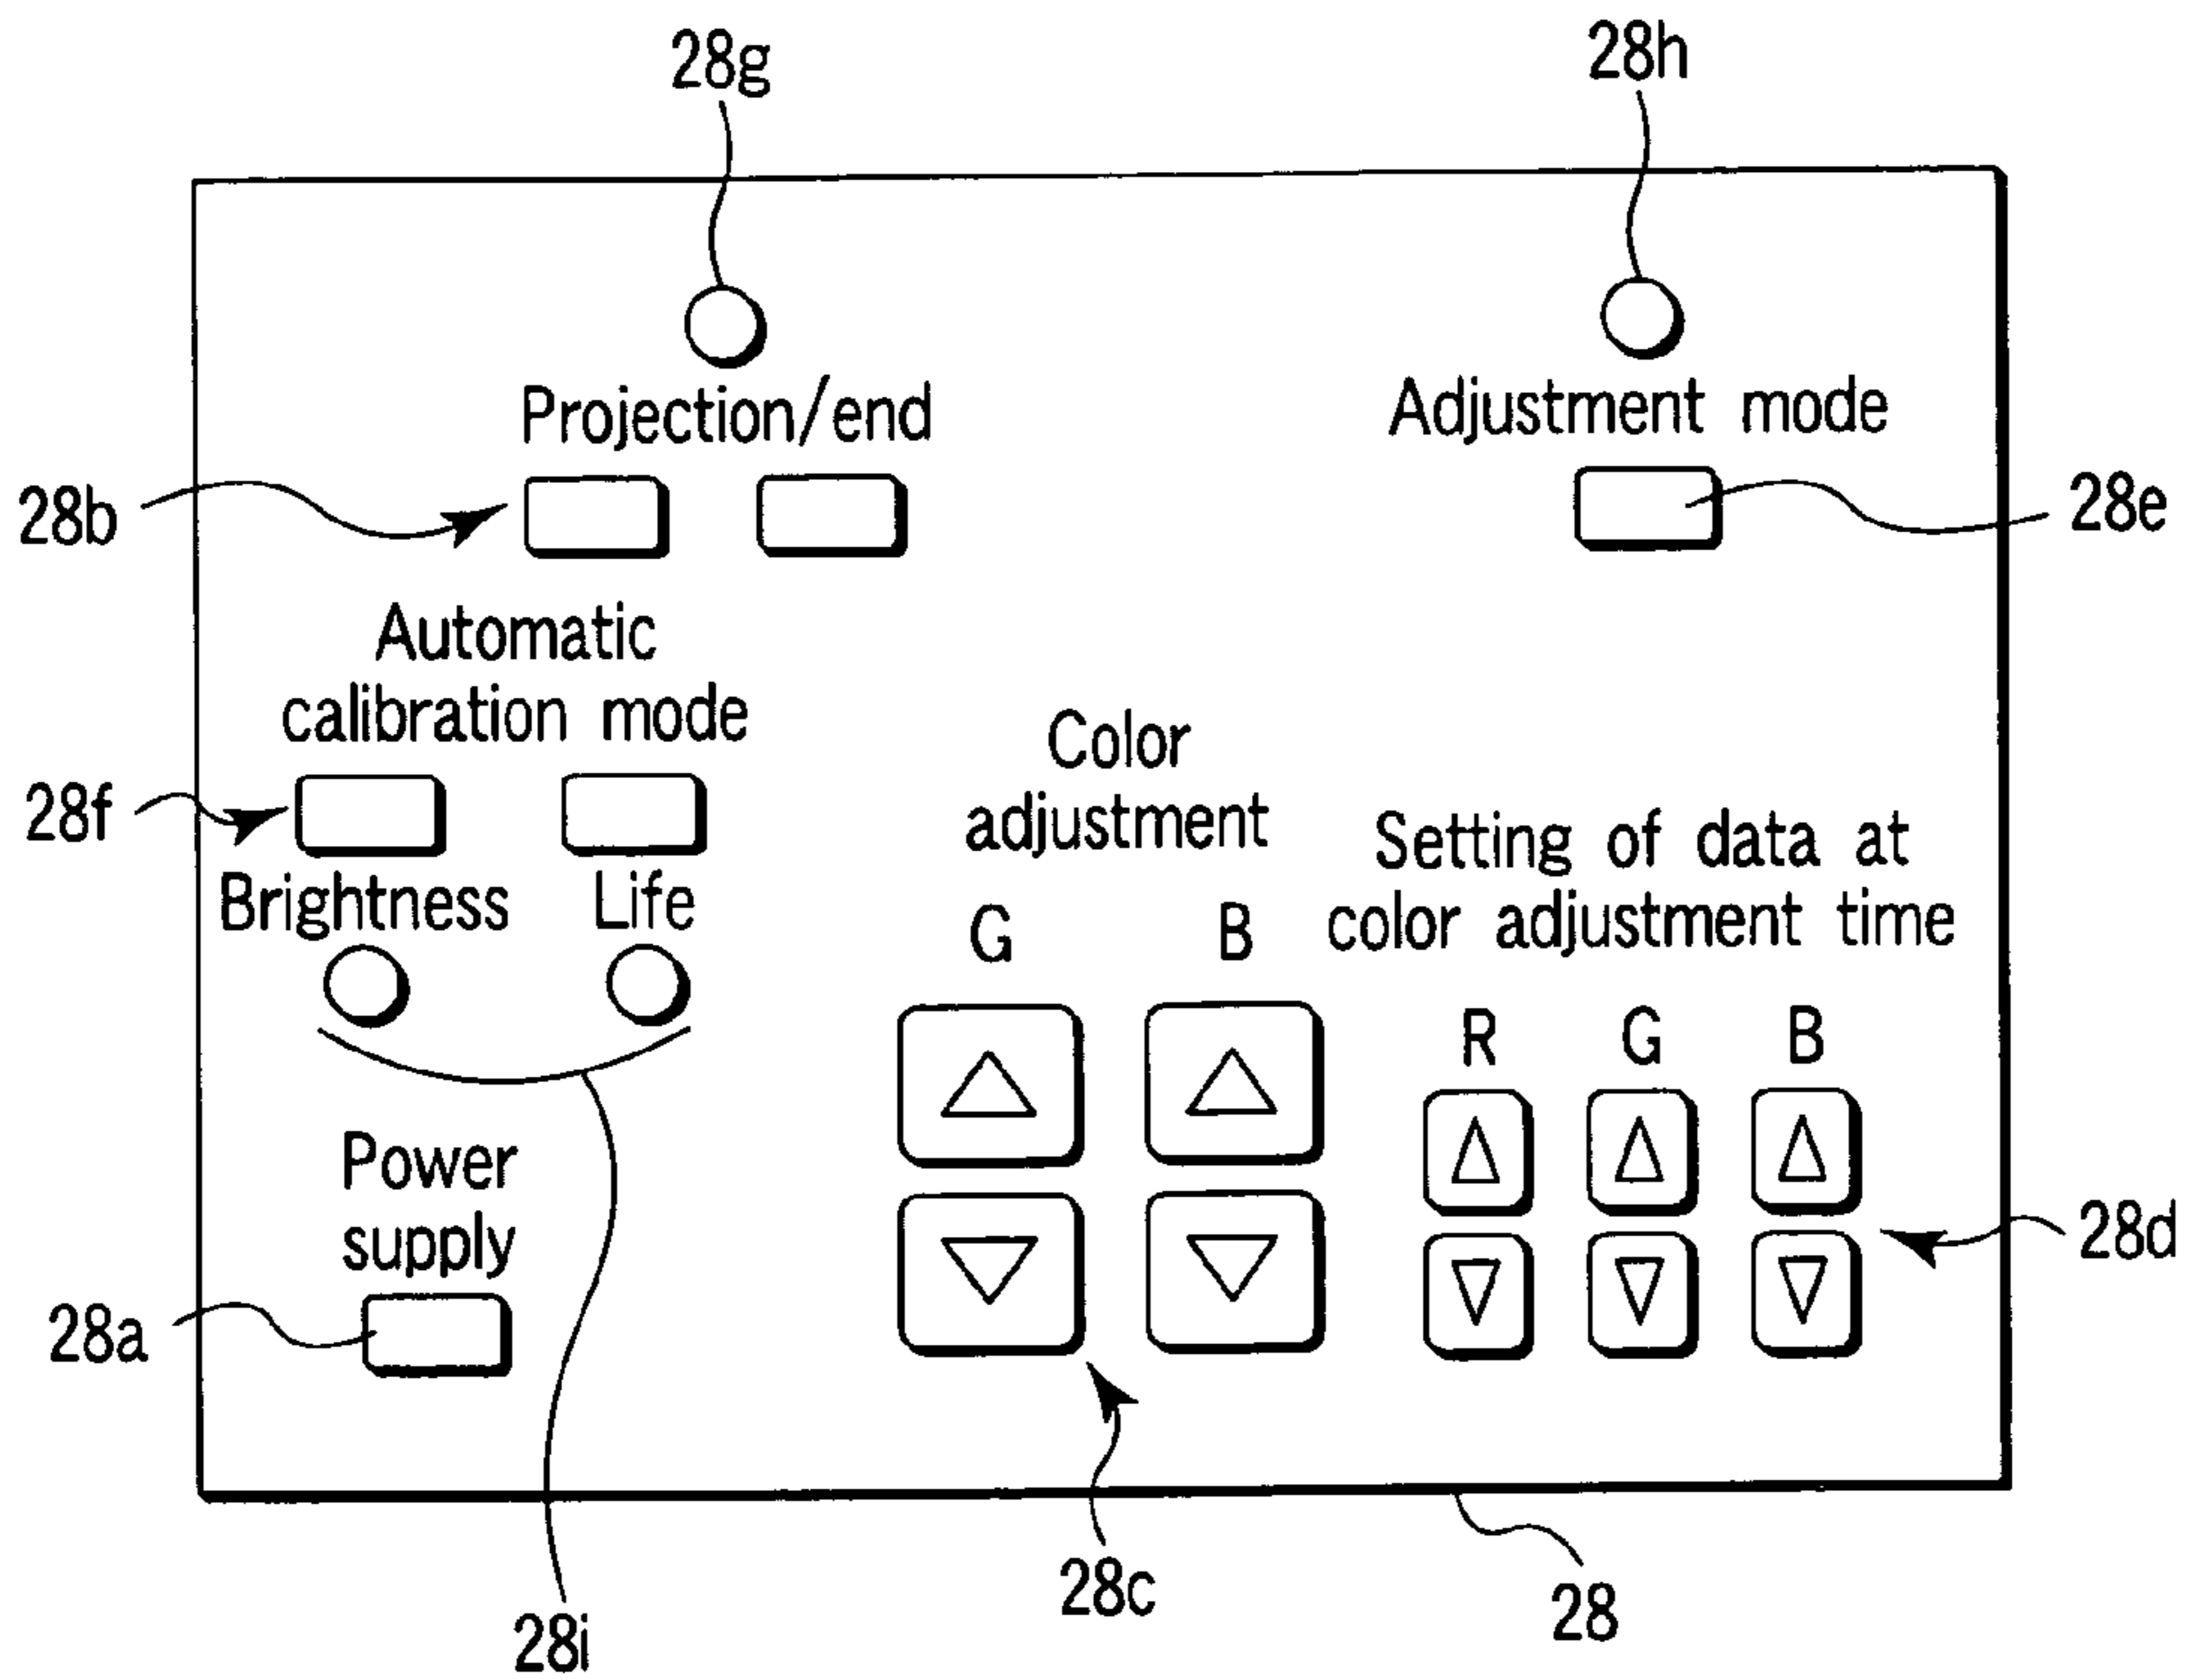 28g
28h
Projection/end
Adjustment mode
28b
28e
Automatic
calibration mode
28f
Brightness
Life
Color
adjustment
G
B
Setting of data at
color adjustment time
R
G
B
Power
supply
28a
28d
28i
28c
28